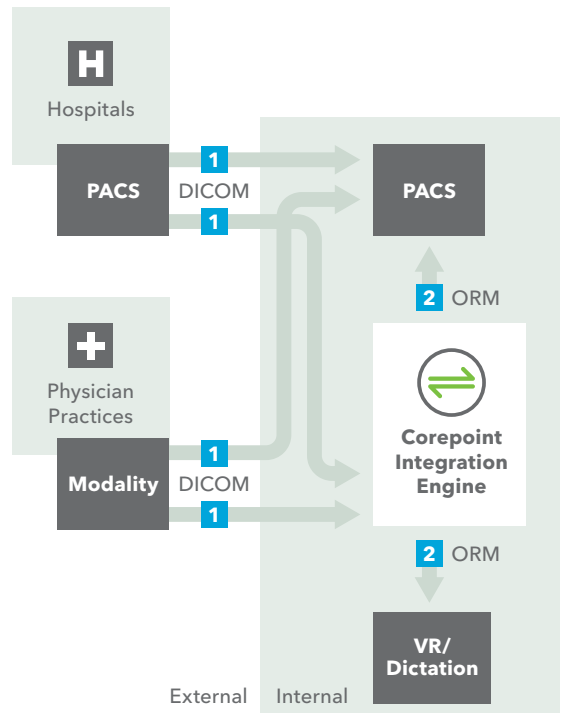 H
Hospitals
PACS
1
DICOM
1
PACS
2 ORM
Physician
Practices
Modality
1
DICOM
1
Corepoint
Integration
Engine
2 ORM
VR/
Dictation
External
Internal